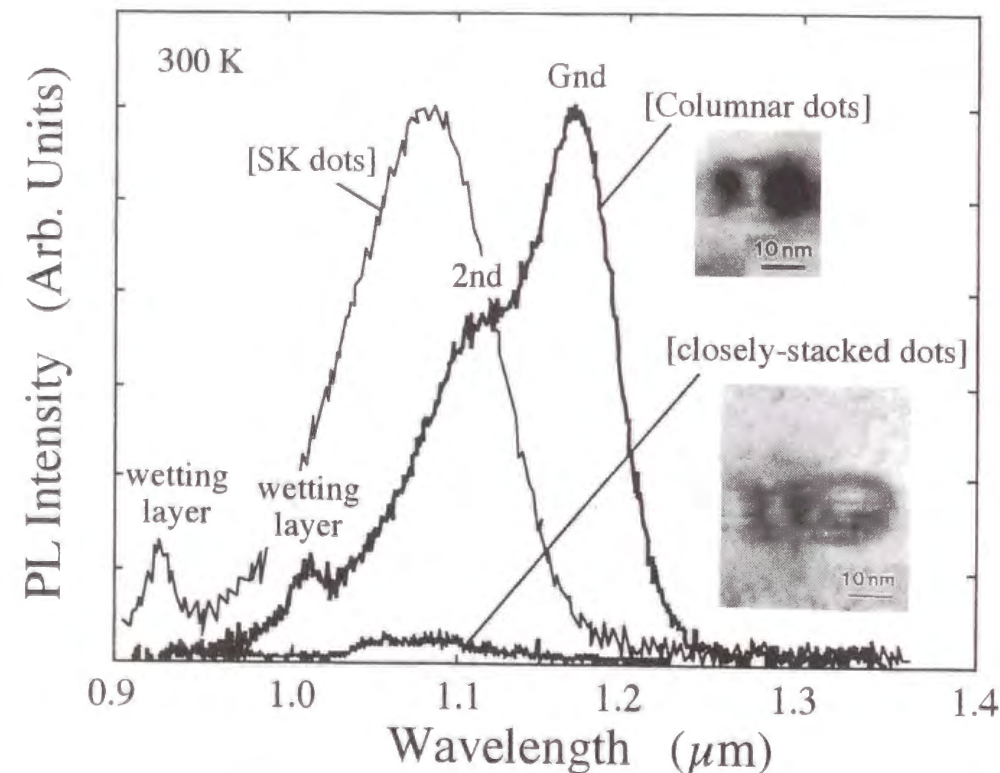 300 K
Gnd
[Columnar dots]
[SK dots]
10 nm
2nd
[closely-stacked dots]
wetting
layer
wetting
layer
10 nm
PL Intensity (Arb. Units)
0.9 1.0 1.1 1.2 1.3 1.4
Wavelength (µm)